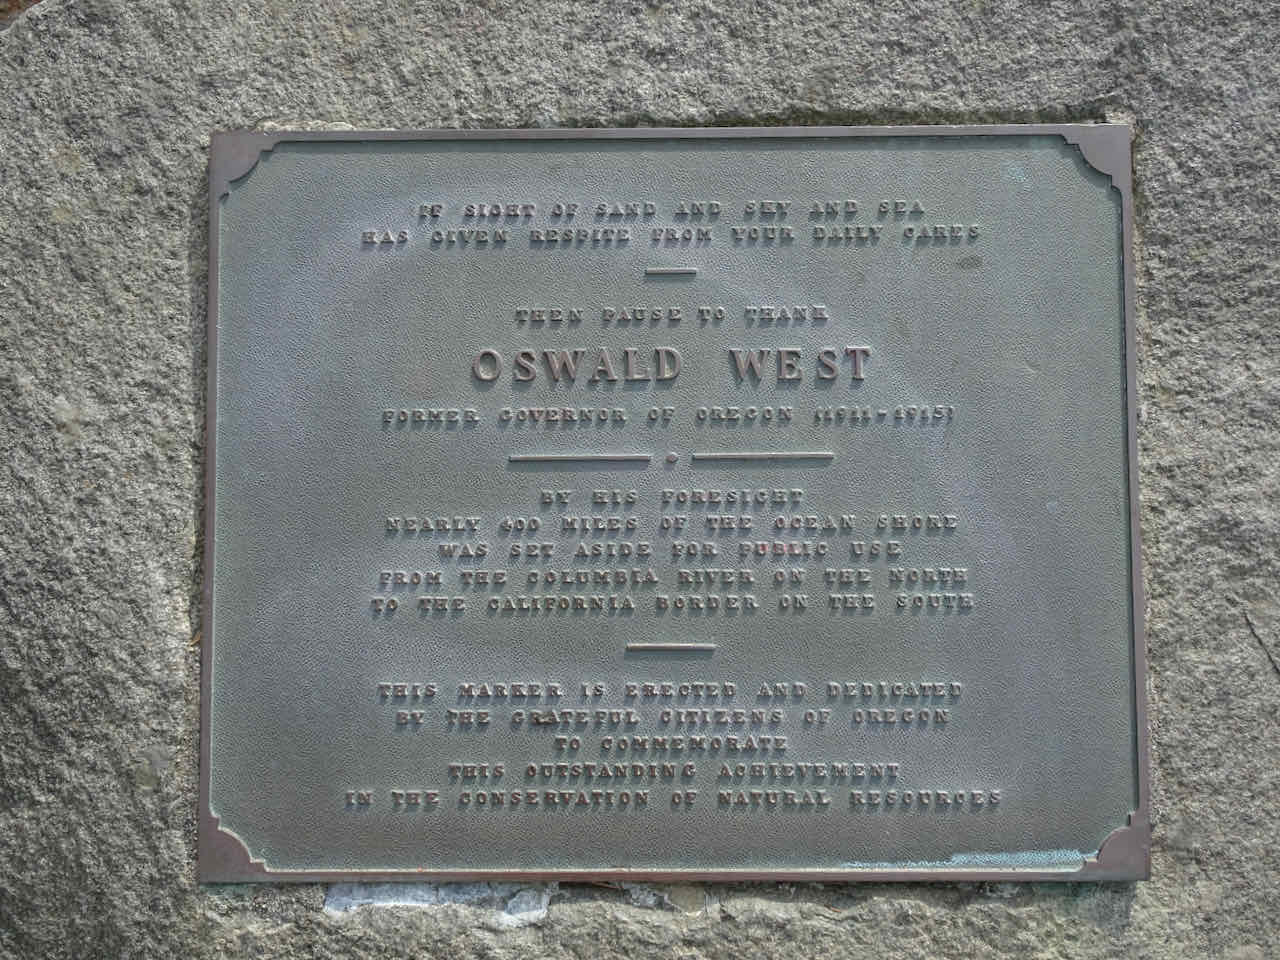 IF SIGHT OF SAND AND SKY AND SEA
HAS GIVEN RESPITE FROM YOUR DAILY CARES
THEN PAUSE TO THANK
OSWALD WEST
FORMER GOVERNOR OF OREGON (1911-1915)
BY HIS FORESIGHT
NEARLY 400 MILES OF THE OCEAN SHORE
WAS SET ASIDE FOR PUBLIC USE
FROM THE COLUMBIA RIVER ON THE NORTH
TO THE CALIFORNIA BORDER ON THE SOUTH
THIS MARKER IS ERECTED AND DEDICATED
BY THE GRATEFUL CITIZENS OF OREGON
TO COMMEMORATE
THIS OUTSTANDING ACHIEVEMENT
IN THE CONSERVATION OF NATURAL RESOURCES